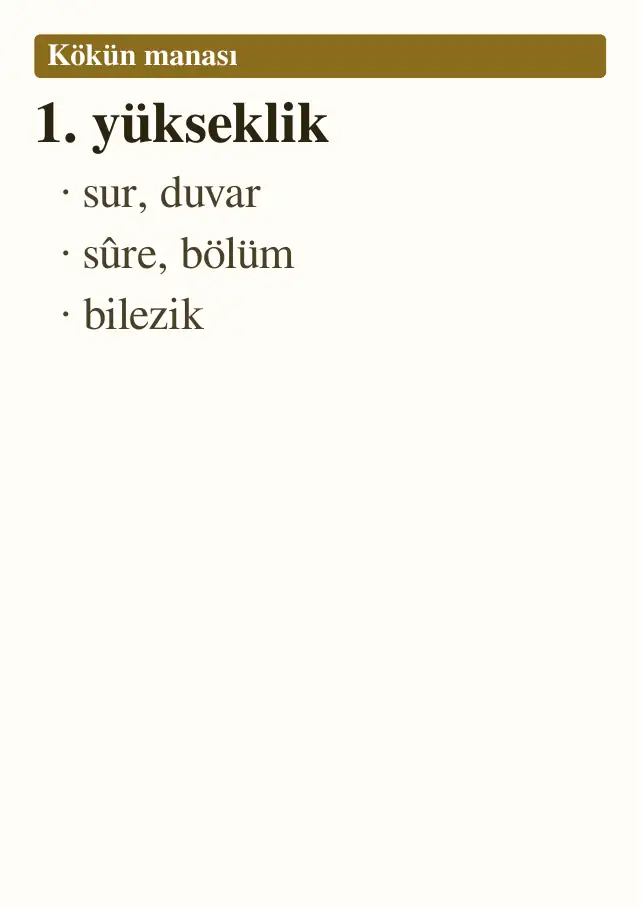 Kökün manası
1. yükseklik
· sur, duvar
· sûre, bölüm
· bilezik